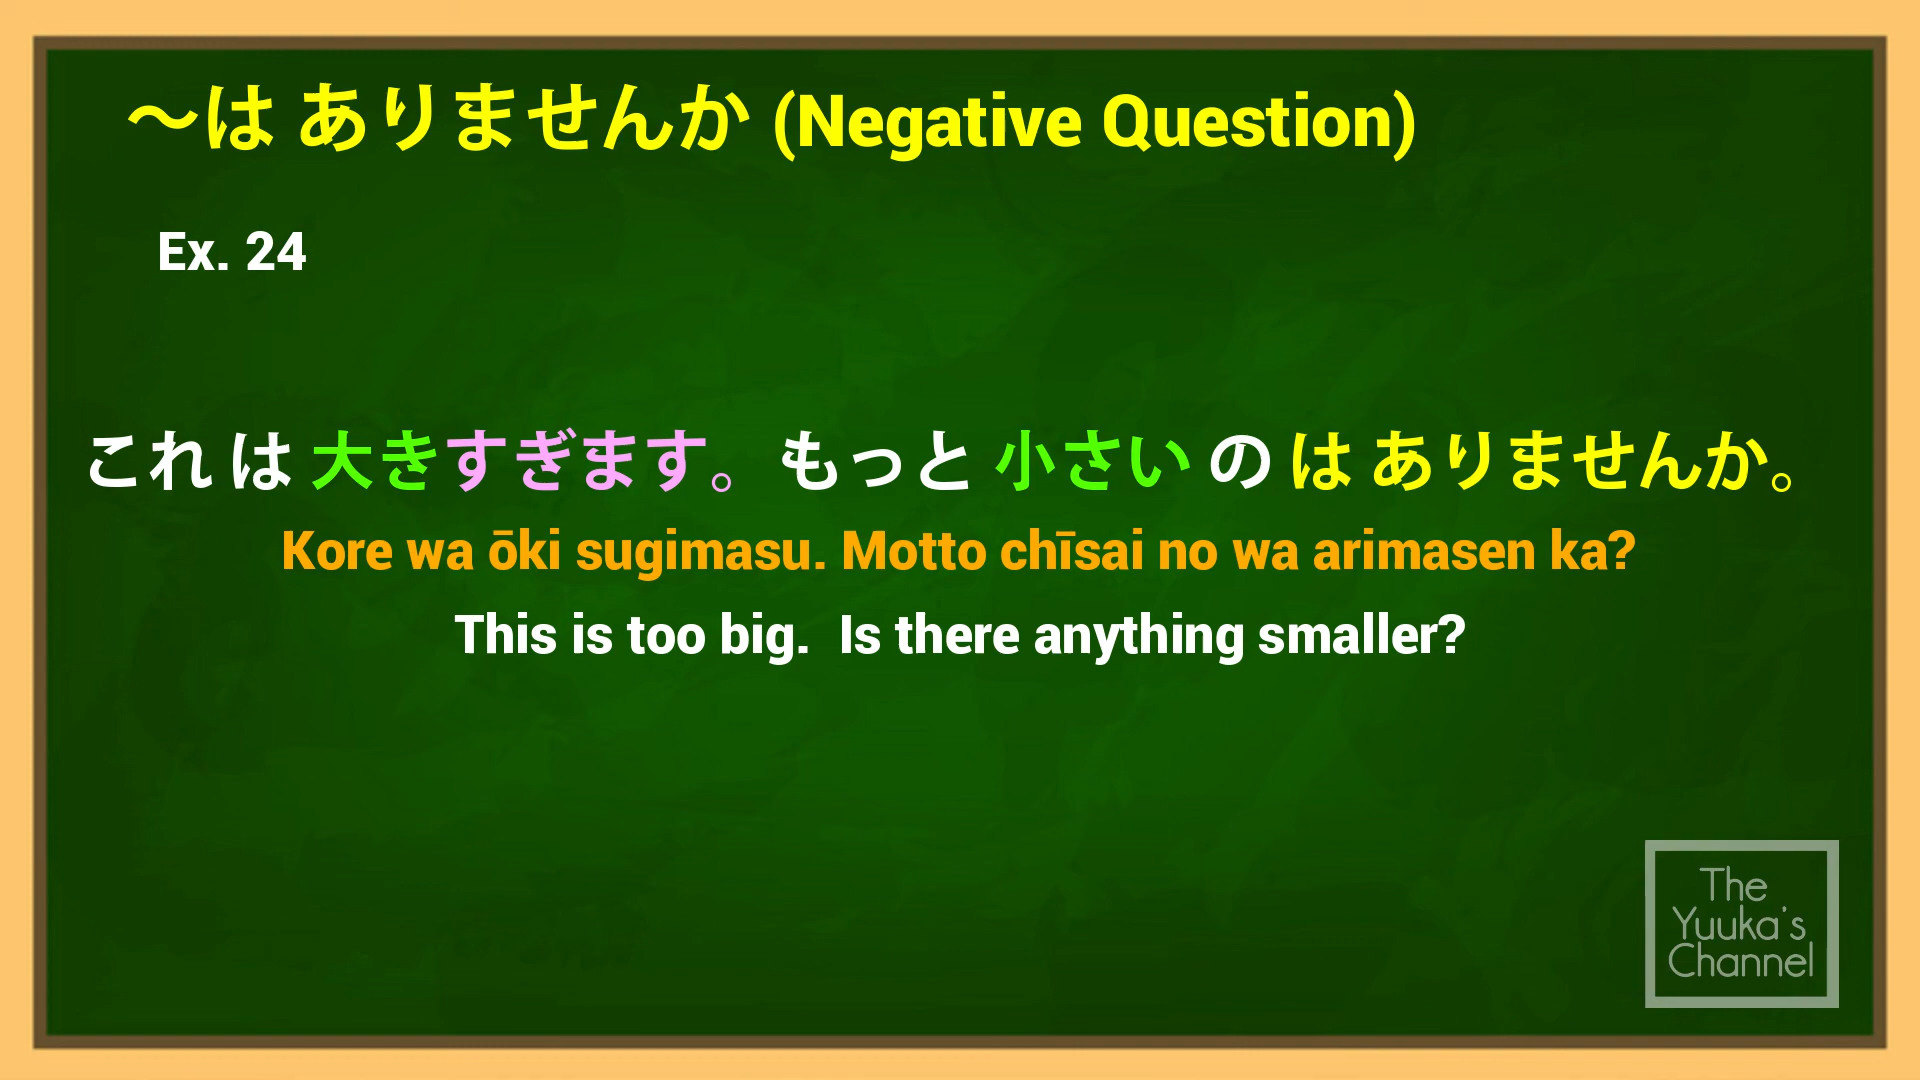 ～は ありませんか (Negative Question)
Ex. 24
これ は 大きすぎます。 もっと 小さい の は ありませんか。
Kore wa ōki sugimasu. Motto chīsai no wa arimasen ka?
This is too big.  Is there anything smaller?
The
Yuuka's
Channel